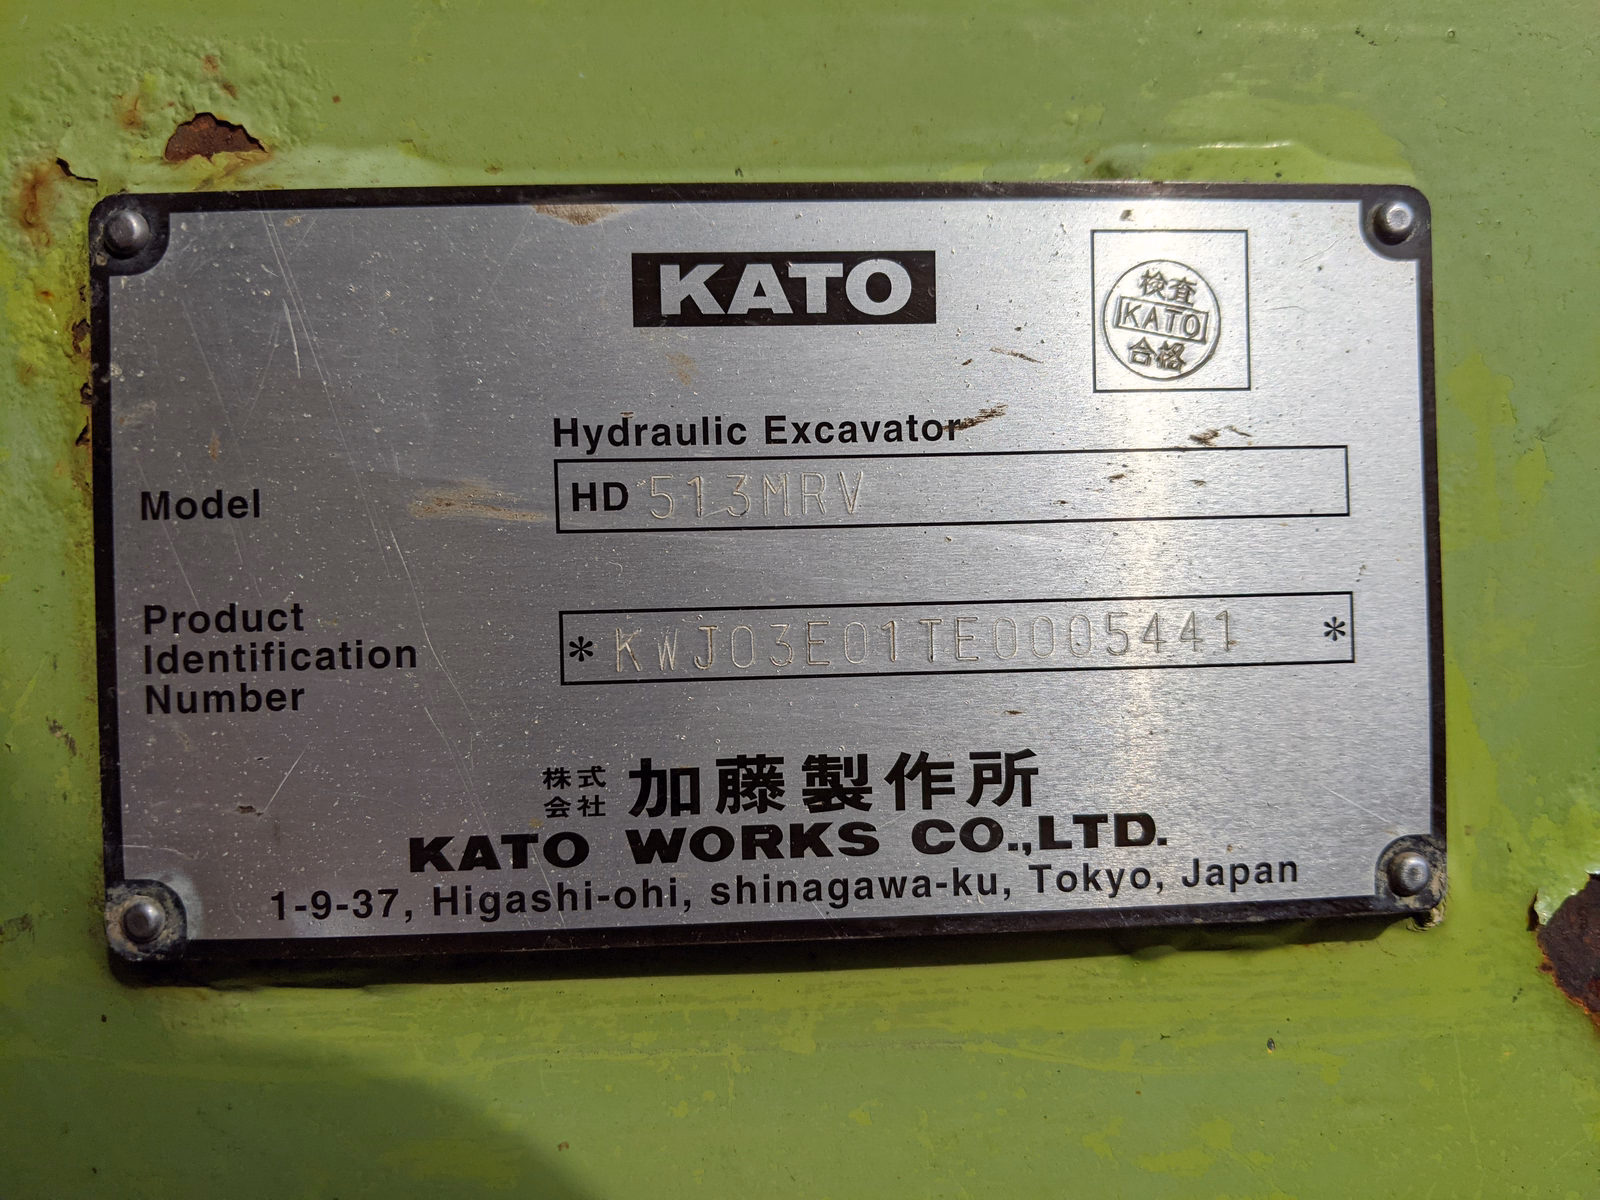 KATO
検査
KATO
合格
Hydraulic Excavator
Model
HD 513MRV
Product
Identification
Number
* KWJ03E01TE0005441 *
株式
会社
加藤製作所
KATO WORKS CO.,LTD.
1-9-37, Higashi-ohi, shinagawa-ku, Tokyo, Japan